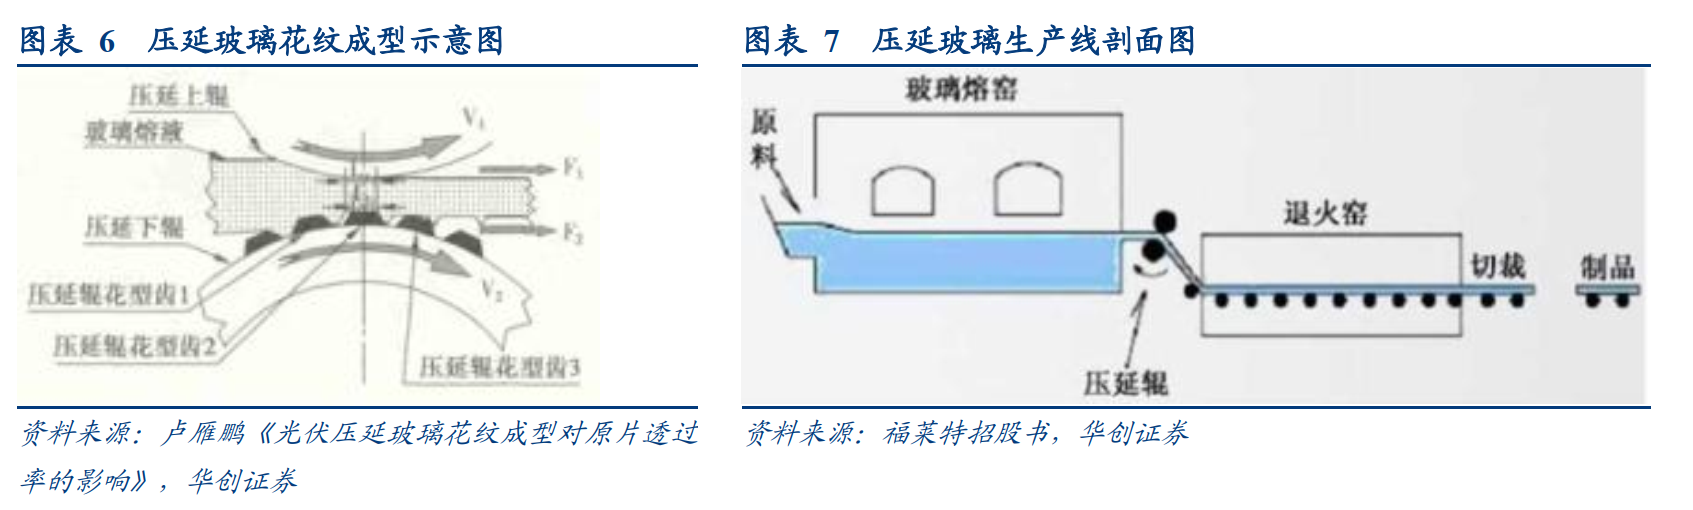 图表 6 压延玻璃花纹成型示意图
压延上辊
玻璃熔液
压延下辊
压延辊花型齿1
压延辊花型齿2
压延辊花型齿3
V₁
F₁
F₂
V₂
资料来源：卢雁鹏《光伏压延玻璃花纹成型对原片透过
率的影响》，华创证券
图表 7 压延玻璃生产线剖面图
玻璃熔窑
原
料
退火窑
切裁
制品
压延辊
资料来源：福莱特招股书，华创证券